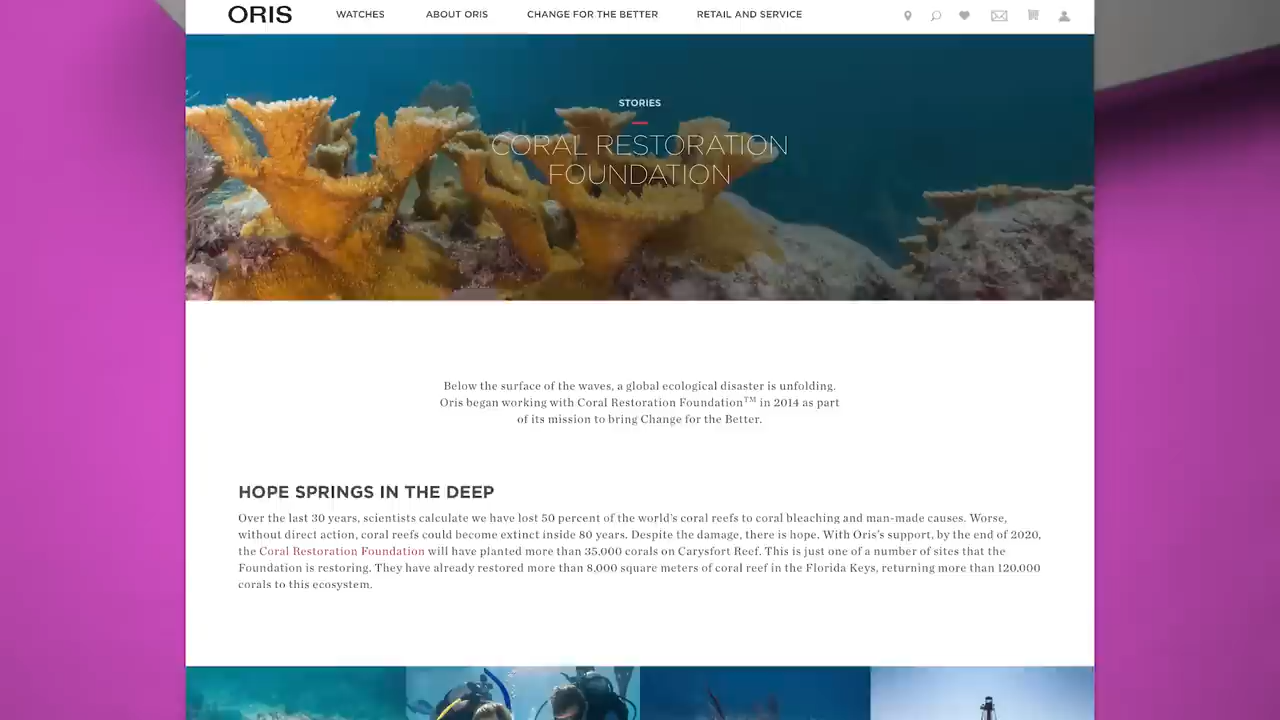 ORIS
WATCHES ABOUT ORIS CHANGE FOR THE BETTER RETAIL AND SERVICE
STORIES
CORAL RESTORATION
FOUNDATION
Below the surface of the waves, a global ecological disaster is unfolding.
Oris began working with Coral Restoration Foundation™ in 2014 as part
of its mission to bring Change for the Better.
HOPE SPRINGS IN THE DEEP
Over the last 30 years, scientists calculate we have lost 50 percent of the world's coral reefs to coral bleaching and man-made causes. Worse,
without direct action, coral reefs could become extinct inside 80 years. Despite the damage, there is hope. With Oris's support, by the end of 2020,
the Coral Restoration Foundation will have planted more than 35,000 corals on Carysfort Reef. This is just one of a number of sites that the
Foundation is restoring. They have already restored more than 8,000 square meters of coral reef in the Florida Keys, returning more than 120,000
corals to this ecosystem.